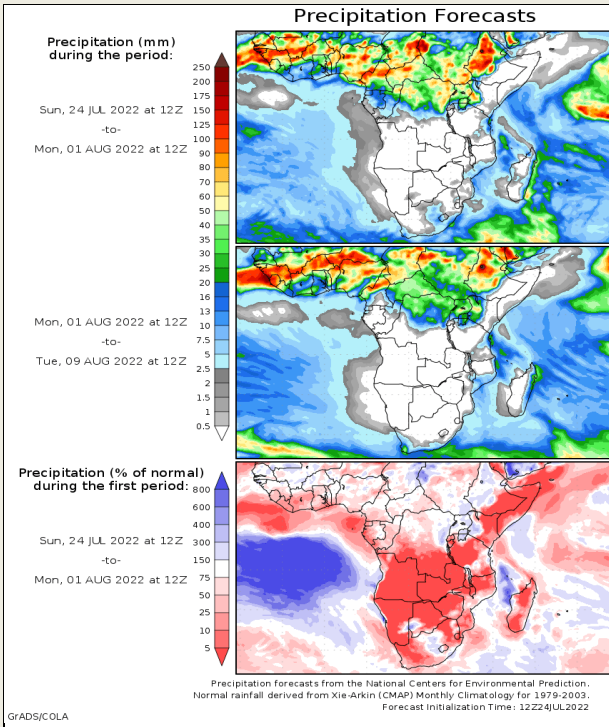 Precipitation Forecasts
Precipitation (mm)
during the period:
Sun, 24 JUL 2022 at 12Z
-to-
Mon, 01 AUG 2022 at 12Z
250
200
175
150
125
100
90
80
70
60
50
40
35
30
25
20
16
13
10
7.5
5
2.5
2
1.5
1
0.5
Mon, 01 AUG 2022 at 12Z
-to-
Tue, 09 AUG 2022 at 12Z
Precipitation (% of normal)
during the first period:
Sun, 24 JUL 2022 at 12Z
-to-
Mon, 01 AUG 2022 at 12Z
800
600
400
300
150
75
50
25
10
5
Precipitation forecasts from the National Centers for Environmental Prediction.
Normal rainfall derived from Xie-Arkin (CMAP) Monthly Climatology for 1979-2003.
Forecast Initialization Time: 12Z24JUL2022
GrADS/COLA